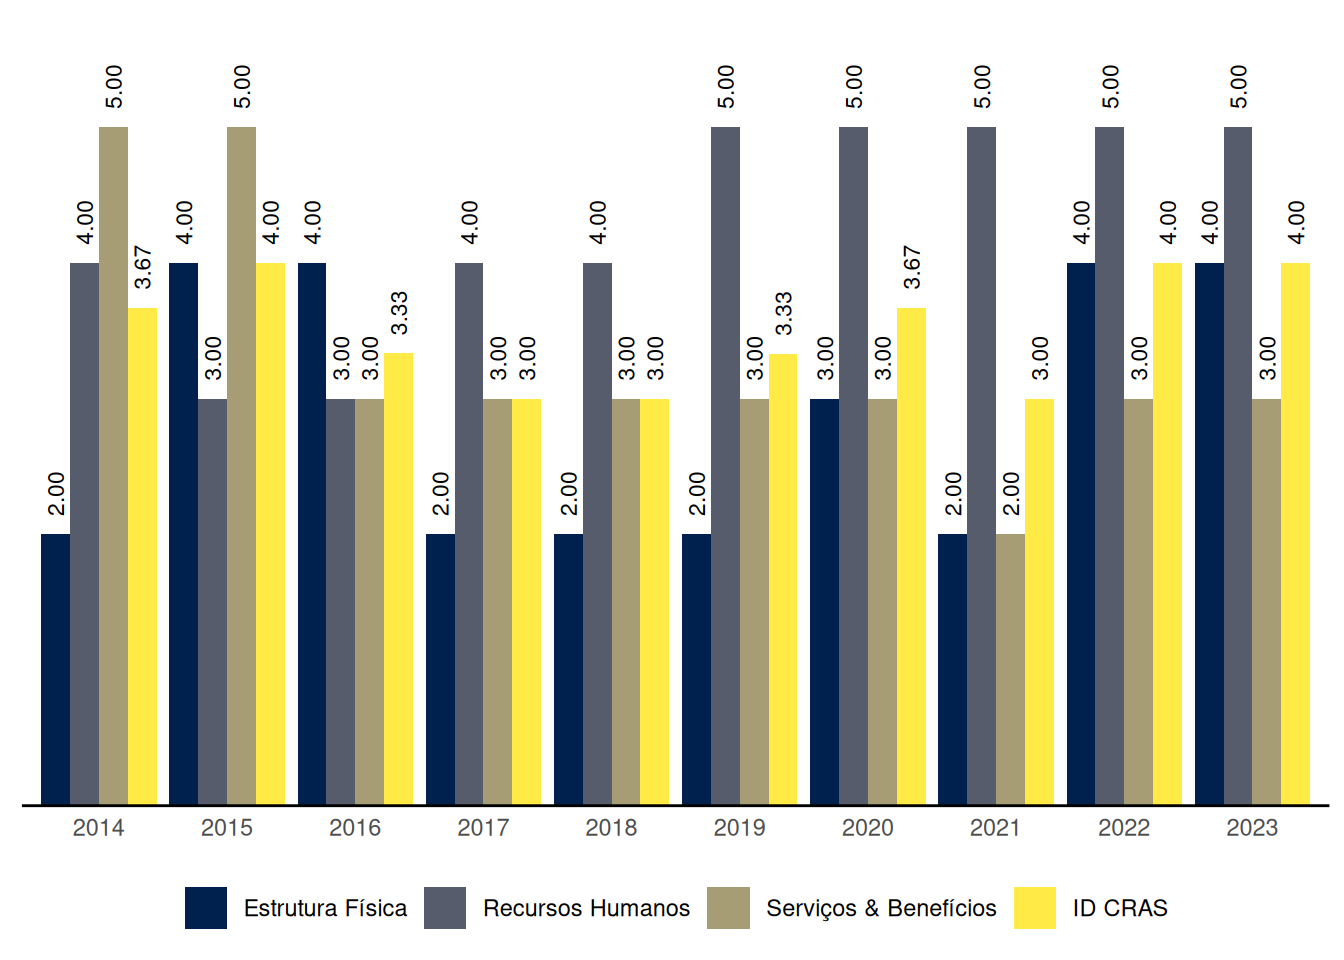 5.00 5.00 5.00 5.00 5.00 5.00 5.00
4.00 4.00 4.00 4.00 4.00 4.00 4.00 4.00 4.00 4.00
3.67 3.67
3.33 3.33
3.00 3.00 3.00 3.00 3.00 3.00 3.00 3.00 3.00 3.00 3.00 3.00 3.00
2.00 2.00 2.00 2.00 2.00 2.00
2014 2015 2016 2017 2018 2019 2020 2021 2022 2023
Estrutura Física Recursos Humanos Serviços & Benefícios ID CRAS